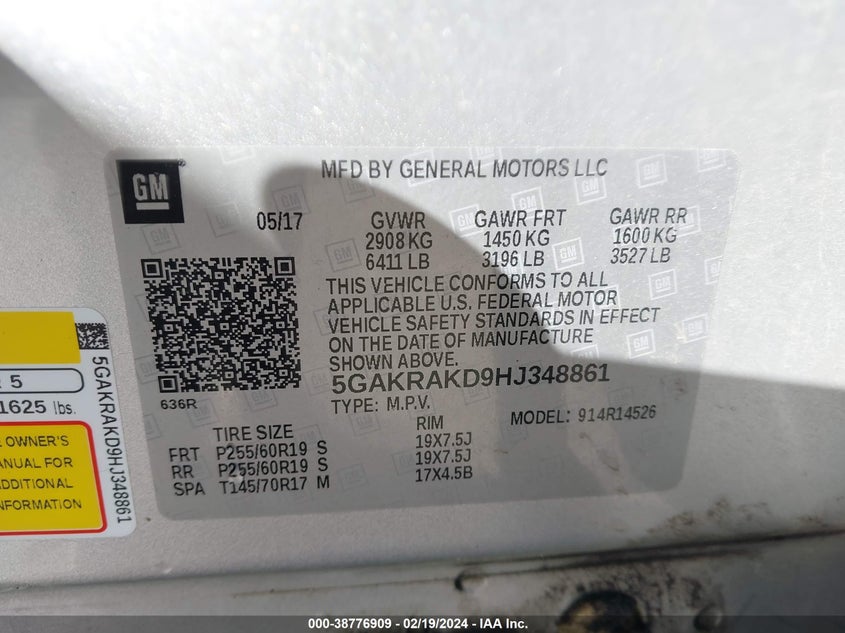 GM
MFD BY GENERAL MOTORS LLC
05/17 GVWR GAWR FRT GAWR RR
2908 KG 1450 KG 1600 KG
6411 LB 3196 LB 3527 LB
THIS VEHICLE CONFORMS TO ALL
APPLICABLE U.S. FEDERAL MOTOR
VEHICLE SAFETY STANDARDS IN EFFECT
ON THE DATE OF MANUFACTURE
SHOWN ABOVE.
5GAKRAKD9HJ348861
636R
TYPE: M.P.V. MODEL: 914R14526
TIRE SIZE RIM
FRT P255/60R19 S 19X7.5J
RR P255/60R19 S 19X7.5J
SPA T145/70R17 M 17X4.5B
5
1625 lbs.
OWNER'S
ANUAL FOR
ADDITIONAL
NFORMATION
5GAKRAKD9HJ348861
000-38776909 - 02/19/2024 - IAA Inc.